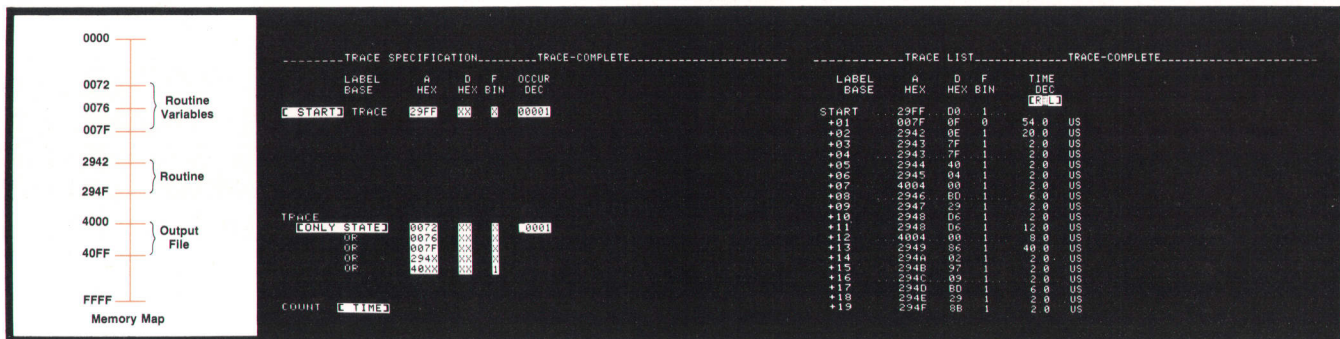 0000
0072
0076
007F
Routine
Variables
2942
294F
Routine
4000
40FF
Output
File
FFFF
Memory Map
TRACE SPECIFICATION TRACE-COMPLETE
LABEL A D F OCCUR
BASE HEX HEX BIN DEC
[ START] TRACE 29FF XX X 00001
TRACE
[ONLY STATE] 0072 XX X 0001
OR 0076 XX X
OR 007F XX X
OR 294X XX X
OR 40XX XX 1
COUNT [ TIME]
TRACE LIST TRACE-COMPLETE
LABEL A D F TIME
BASE HEX HEX BIN DEC
[REL]
START 29FF D0 1
+01 007F 0F 0 54.0 US
+02 2942 0E 1 20.0 US
+03 2943 7F 1 2.0 US
+04 2943 7F 1 2.0 US
+05 2944 40 1 2.0 US
+06 2945 04 1 2.0 US
+07 4004 00 1 2.0 US
+08 2946 BD 1 6.0 US
+09 2947 29 1 2.0 US
+10 2948 D6 1 2.0 US
+11 2948 D6 1 12.0 US
+12 4004 00 1 8.0 US
+13 2949 86 1 40.0 US
+14 294A 02 1 2.0 US
+15 294B 97 1 2.0 US
+16 294C 09 1 2.0 US
+17 294D BD 1 6.0 US
+18 294E 29 1 2.0 US
+19 294F 8B 1 2.0 US